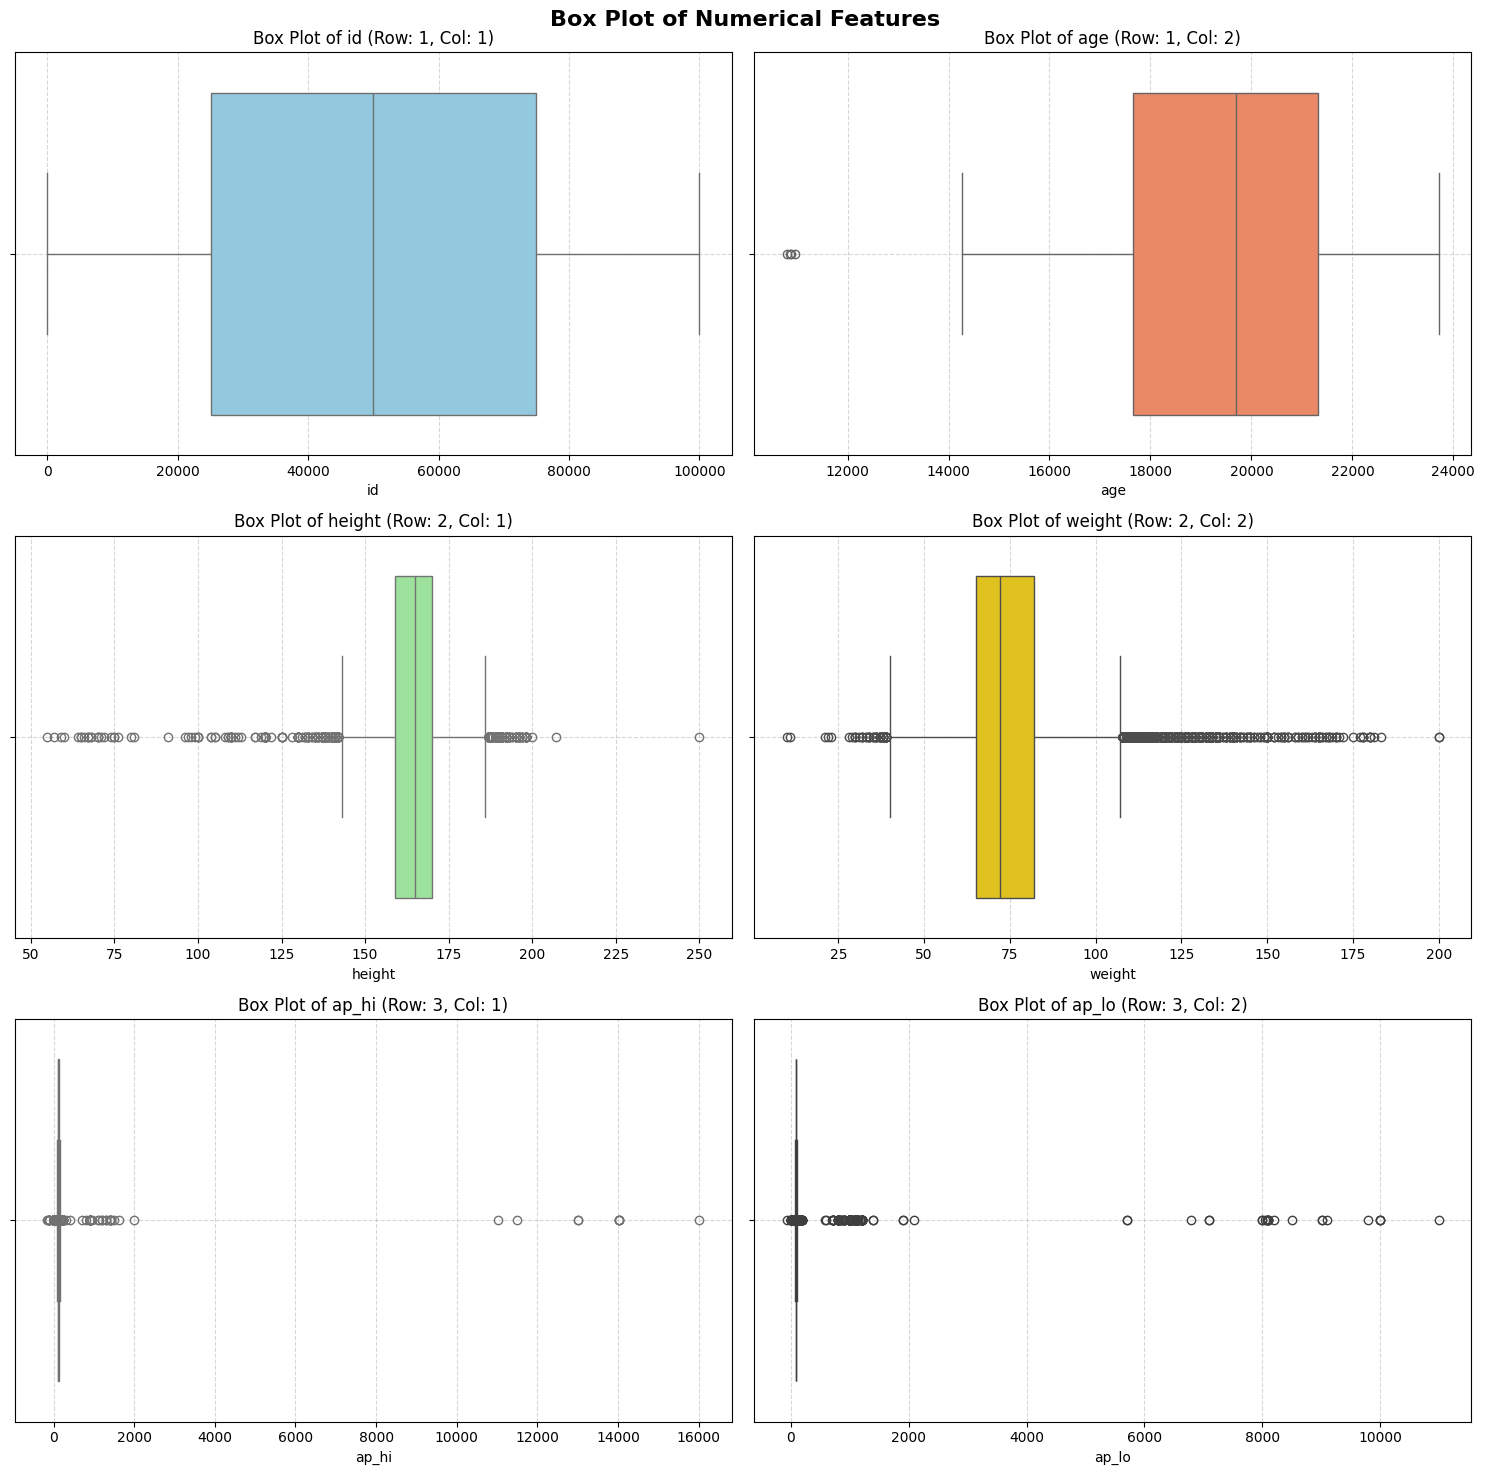 Box Plot of Numerical Features
Box Plot of id (Row: 1, Col: 1)
0 20000 40000 60000 80000 100000
id
Box Plot of age (Row: 1, Col: 2)
12000 14000 16000 18000 20000 22000 24000
age
Box Plot of height (Row: 2, Col: 1)
50 75 100 125 150 175 200 225 250
height
Box Plot of weight (Row: 2, Col: 2)
25 50 75 100 125 150 175 200
weight
Box Plot of ap_hi (Row: 3, Col: 1)
0 2000 4000 6000 8000 10000 12000 14000 16000
ap_hi
Box Plot of ap_lo (Row: 3, Col: 2)
0 2000 4000 6000 8000 10000
ap_lo